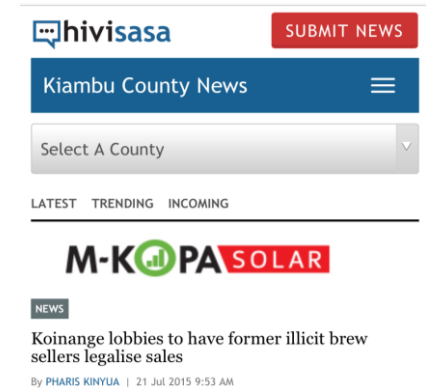 hivisasa
SUBMIT NEWS
Kiambu County News
Select A County
LATEST TRENDING INCOMING
M-KOPA SOLAR
NEWS
Koinange lobbies to have former illicit brew
sellers legalise sales
By PHARIS KINYUA | 21 Jul 2015 9:53 AM